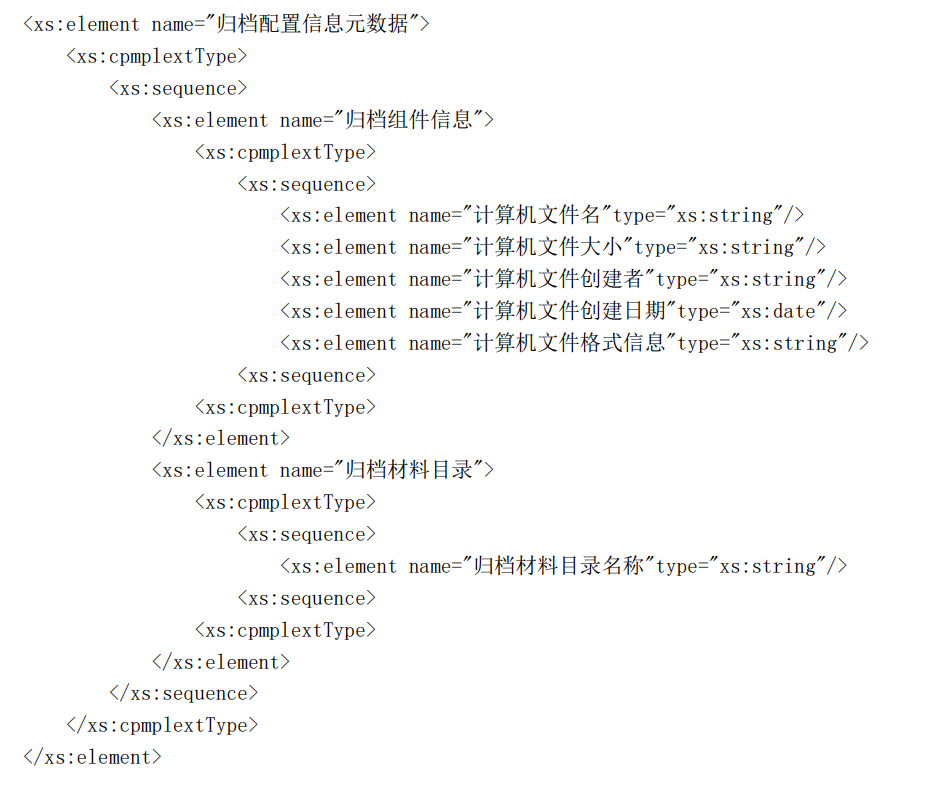 <xs:element name="归档配置信息元数据">
<xs:cpmplextType>
<xs:sequence>
<xs:element name="归档组件信息">
<xs:cpmplextType>
<xs:sequence>
<xs:element name="计算机文件名"type="xs:string"/>
<xs:element name="计算机文件大小"type="xs:string"/>
<xs:element name="计算机文件创建者"type="xs:string"/>
<xs:element name="计算机文件创建日期"type="xs:date"/>
<xs:element name="计算机文件格式信息"type="xs:string"/>
<xs:sequence>
<xs:cpmplextType>
</xs:element>
<xs:element name="归档材料目录">
<xs:cpmplextType>
<xs:sequence>
<xs:element name="归档材料目录名称"type="xs:string"/>
<xs:sequence>
<xs:cpmplextType>
</xs:element>
</xs:sequence>
</xs:cpmplextType>
</xs:element>